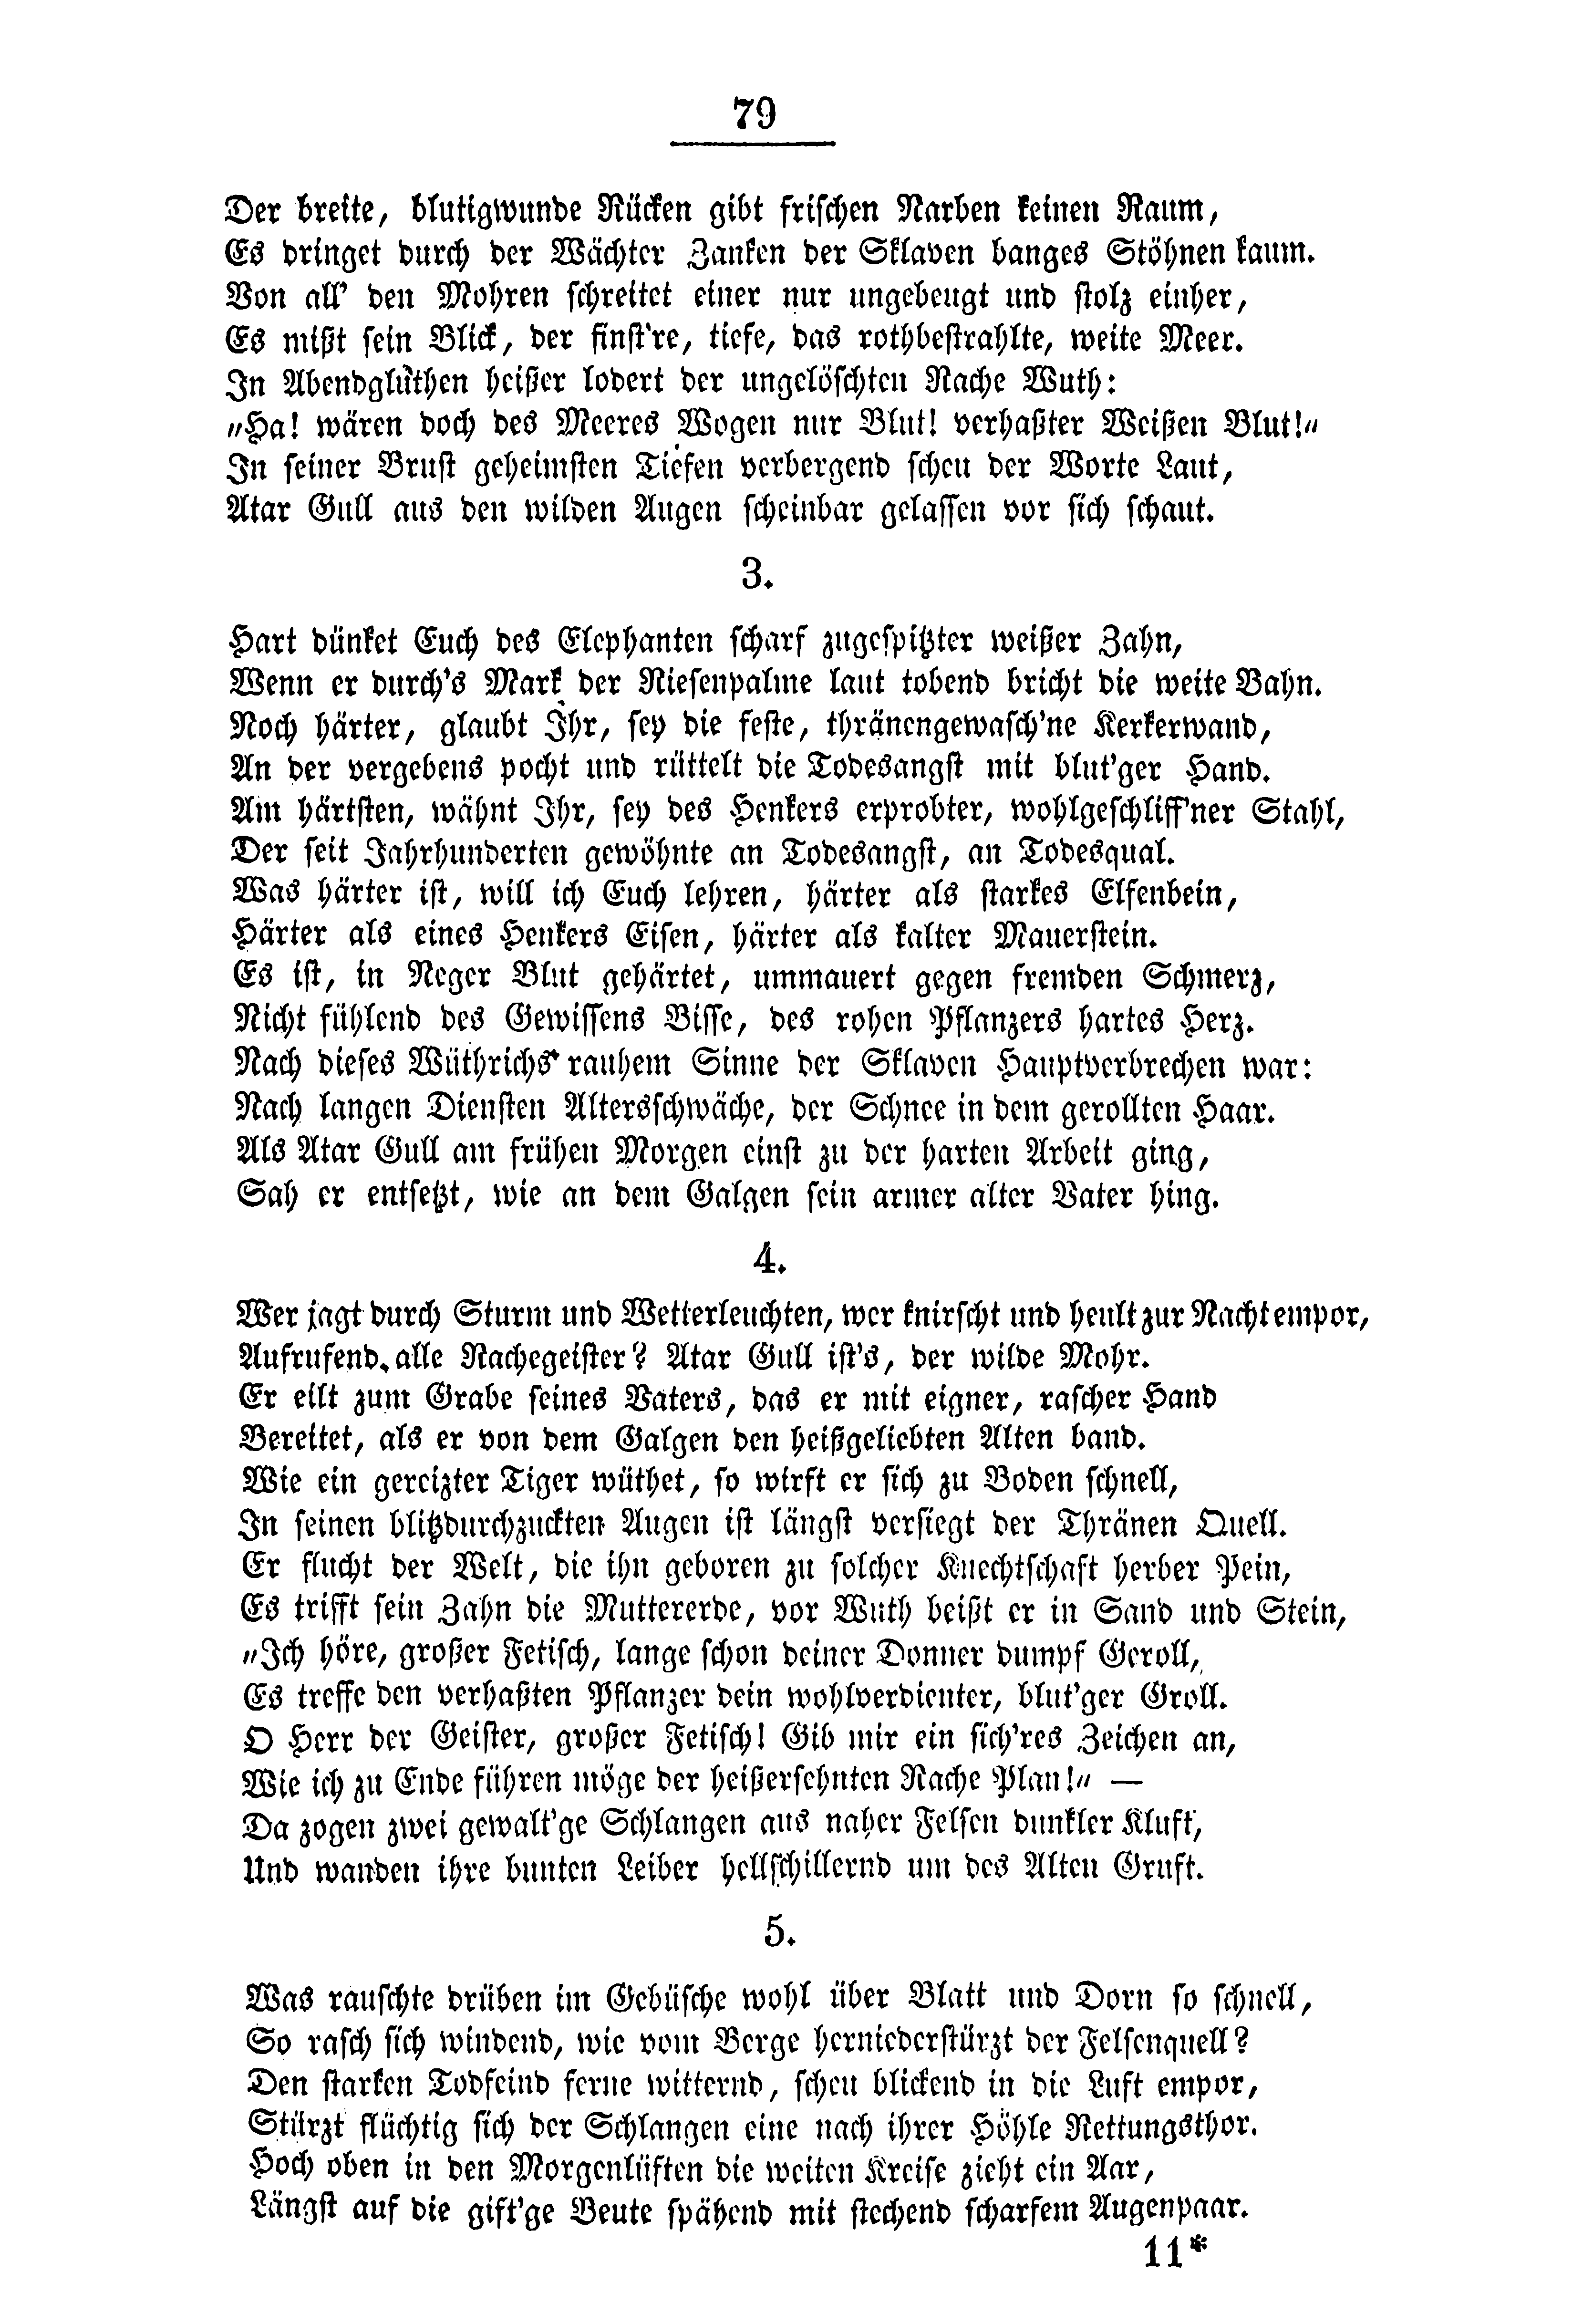 79
Der breite, blutigwunde Rücken gibt frischen Narben keinen Raum,
Es dringet durch der Wächter Zanken der Sklaven banges Stöhnen kaum.
Von all' den Mohren schreitet einer nur ungebeugt und stolz einher,
Es mißt sein Blick, der finst're, tiefe, das rothbestrahlte, weite Meer.
In Abendgluthen heißer lodert der ungelöschten Rache Wuth:
„Ha! wären doch des Meeres Wogen nur Blut! verhaßter Weißen Blut!“
In seiner Brust geheimsten Tiefen verbergend scheu der Worte Laut,
Atar Gull aus den wilden Augen scheinbar gelassen vor sich schaut.
3.
Hart dünket Euch des Elephanten scharf zugespitzter weißer Zahn,
Wenn er durch's Mark der Riesenpalme laut tobend bricht die weite Bahn.
Noch härter, glaubt Ihr, sey die feste, thränengewasch'ne Kerkerwand,
An der vergebens pocht und rüttelt die Todesangst mit blut'ger Hand.
Am härtsten, wähnt Ihr, sey des Henkers erprobter, wohlgeschliff'ner Stahl,
Der seit Jahrhunderten gewöhnte an Todesangst, an Todesqual.
Was härter ist, will ich Euch lehren, härter als starkes Elfenbein,
Härter als eines Henkers Eisen, härter als kalter Mauerstein.
Es ist, in Neger Blut gehärtet, ummauert gegen fremden Schmerz,
Nicht fühlend des Gewissens Bisse, des rohen Pflanzers hartes Herz.
Nach dieses Wüthrichs rauhem Sinne der Sklaven Hauptverbrechen war:
Nach langen Diensten Altersschwäche, der Schnee in dem gerollten Haar.
Als Atar Gull am frühen Morgen einst zu der harten Arbeit ging,
Sah er entsetzt, wie an dem Galgen sein armer alter Vater hing.
4.
Wer jagt durch Sturm und Wetterleuchten, wer knirscht und heult zur Nacht empor,
Aufrufend alle Rachegeister? Atar Gull ist's, der wilde Mohr.
Er eilt zum Grabe seines Vaters, das er mit eigner, rascher Hand
Bereitet, als er von dem Galgen den heißgeliebten Alten band.
Wie ein gereizter Tiger wüthet, so wirft er sich zu Boden schnell,
In seinen blitzdurchzuckten Augen ist längst versiegt der Thränen Quell.
Er flucht der Welt, die ihn geboren zu solcher Knechtschaft herber Pein,
Es trifft sein Zahn die Muttererde, vor Wuth beißt er in Sand und Stein,
„Ich höre, großer Fetisch, lange schon deiner Donner dumpf Geroll,
Es treffe den verhaßten Pflanzer dein wohlverdienter, blut'ger Groll.
O Herr der Geister, großer Fetisch! Gib mir ein sich'res Zeichen an,
Wie ich zu Ende führen möge der heißersehnten Rache Plan!“ —
Da zogen zwei gewalt'ge Schlangen aus naher Felsen dunkler Kluft,
Und wanden ihre bunten Leiber hellschillernd um des Alten Gruft.
5.
Was rauschte drüben im Gebüsche wohl über Blatt und Dorn so schnell,
So rasch sich windend, wie vom Berge herniederstürzt der Felsenquell?
Den starken Todfeind ferne witternd, scheu blickend in die Luft empor,
Stürzt flüchtig sich der Schlangen eine nach ihrer Höhle Rettungsthor.
Hoch oben in den Morgenlüften die weiten Kreise zieht ein Aar,
Längst auf die gift'ge Beute spähend mit stechend scharfem Augenpaar.
11*